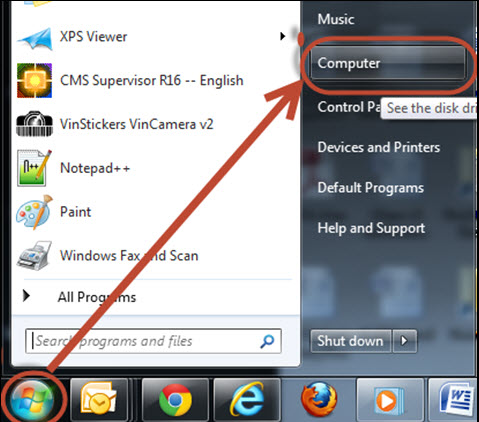 XPS Viewer
CMS Supervisor R16 -- English
VinStickers VinCamera v2
Notepad++
Paint
Windows Fax and Scan
All Programs
Search programs and files
Music
Computer
Control Pa
See the disk dri
Devices and Printers
Default Programs
Help and Support
Shut down